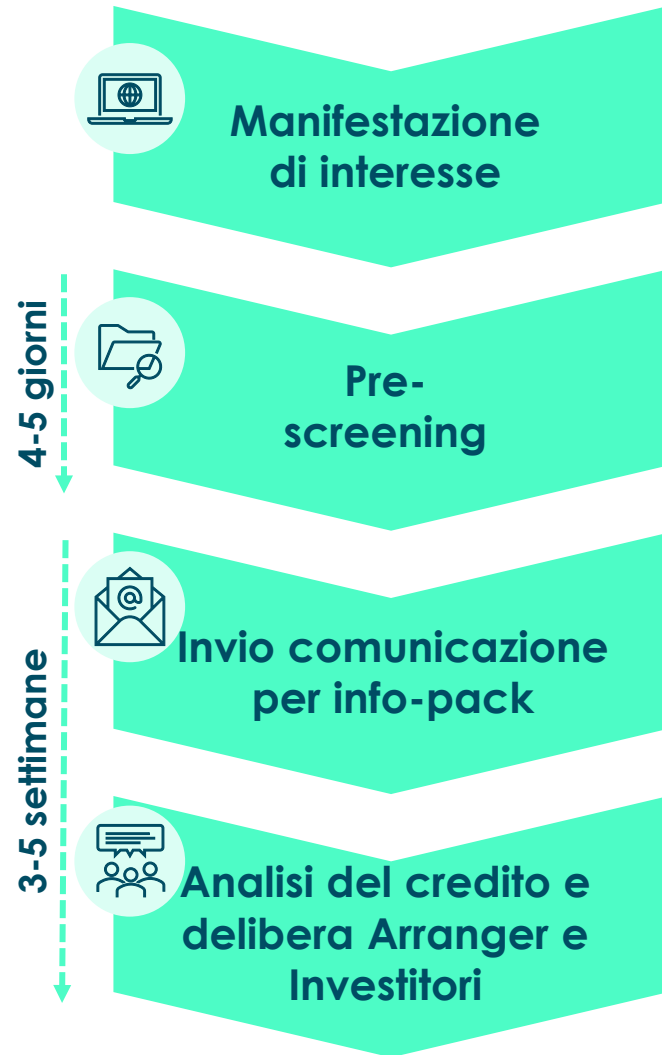 Manifestazione
di interesse
4-5 giorni
Pre-
screening
3-5 settimane
@
Invio comunicazione
per info-pack
Analisi del credito e
delibera Arranger e
Investitori